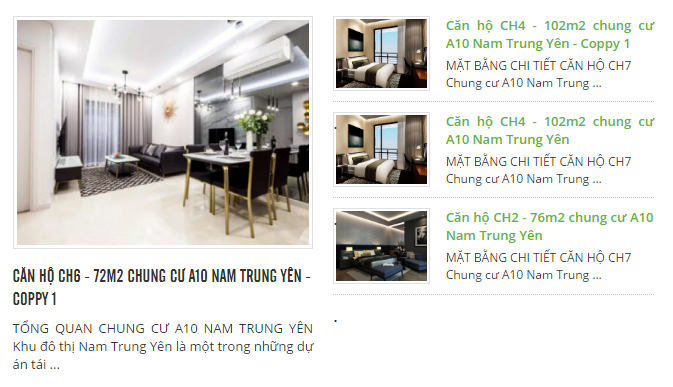 CĂN HỘ CH6 - 72M2 CHUNG CƯ A10 NAM TRUNG YÊN -
COPPY 1
TỔNG QUAN CHUNG CƯ A10 NAM TRUNG YÊN
Khu đô thị Nam Trung Yên là một trong những dự
án tái ...
Căn hộ CH4 - 102m2 chung cư
A10 Nam Trung Yên - Coppy 1
MẶT BẰNG CHI TIẾT CĂN HỘ CH7
Chung cư A10 Nam Trung ...
Căn hộ CH4 - 102m2 chung cư
A10 Nam Trung Yên
MẶT BẰNG CHI TIẾT CĂN HỘ CH7
Chung cư A10 Nam Trung ...
Căn hộ CH2 - 76m2 chung cư A10
Nam Trung Yên
MẶT BẰNG CHI TIẾT CĂN HỘ CH7
Chung cư A10 Nam Trung ...